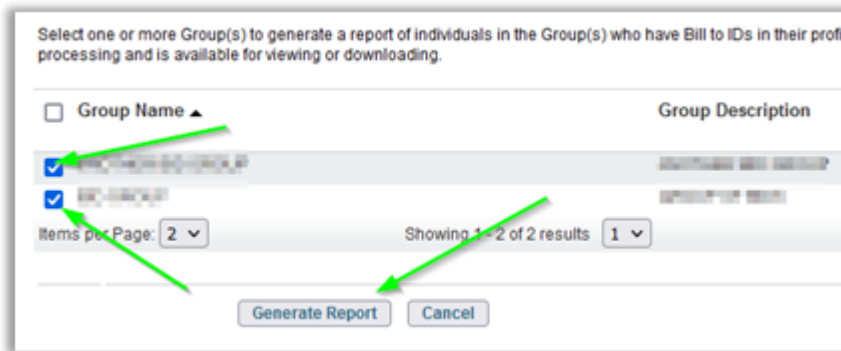 Select one or more Group(s) to generate a report of individuals in the Group(s) who have Bill to IDs in their prof
processing and is available for viewing or downloading.
Group Name Group Description
Items per Page: 2 Showing 1 - 2 of 2 results 1
Generate Report Cancel